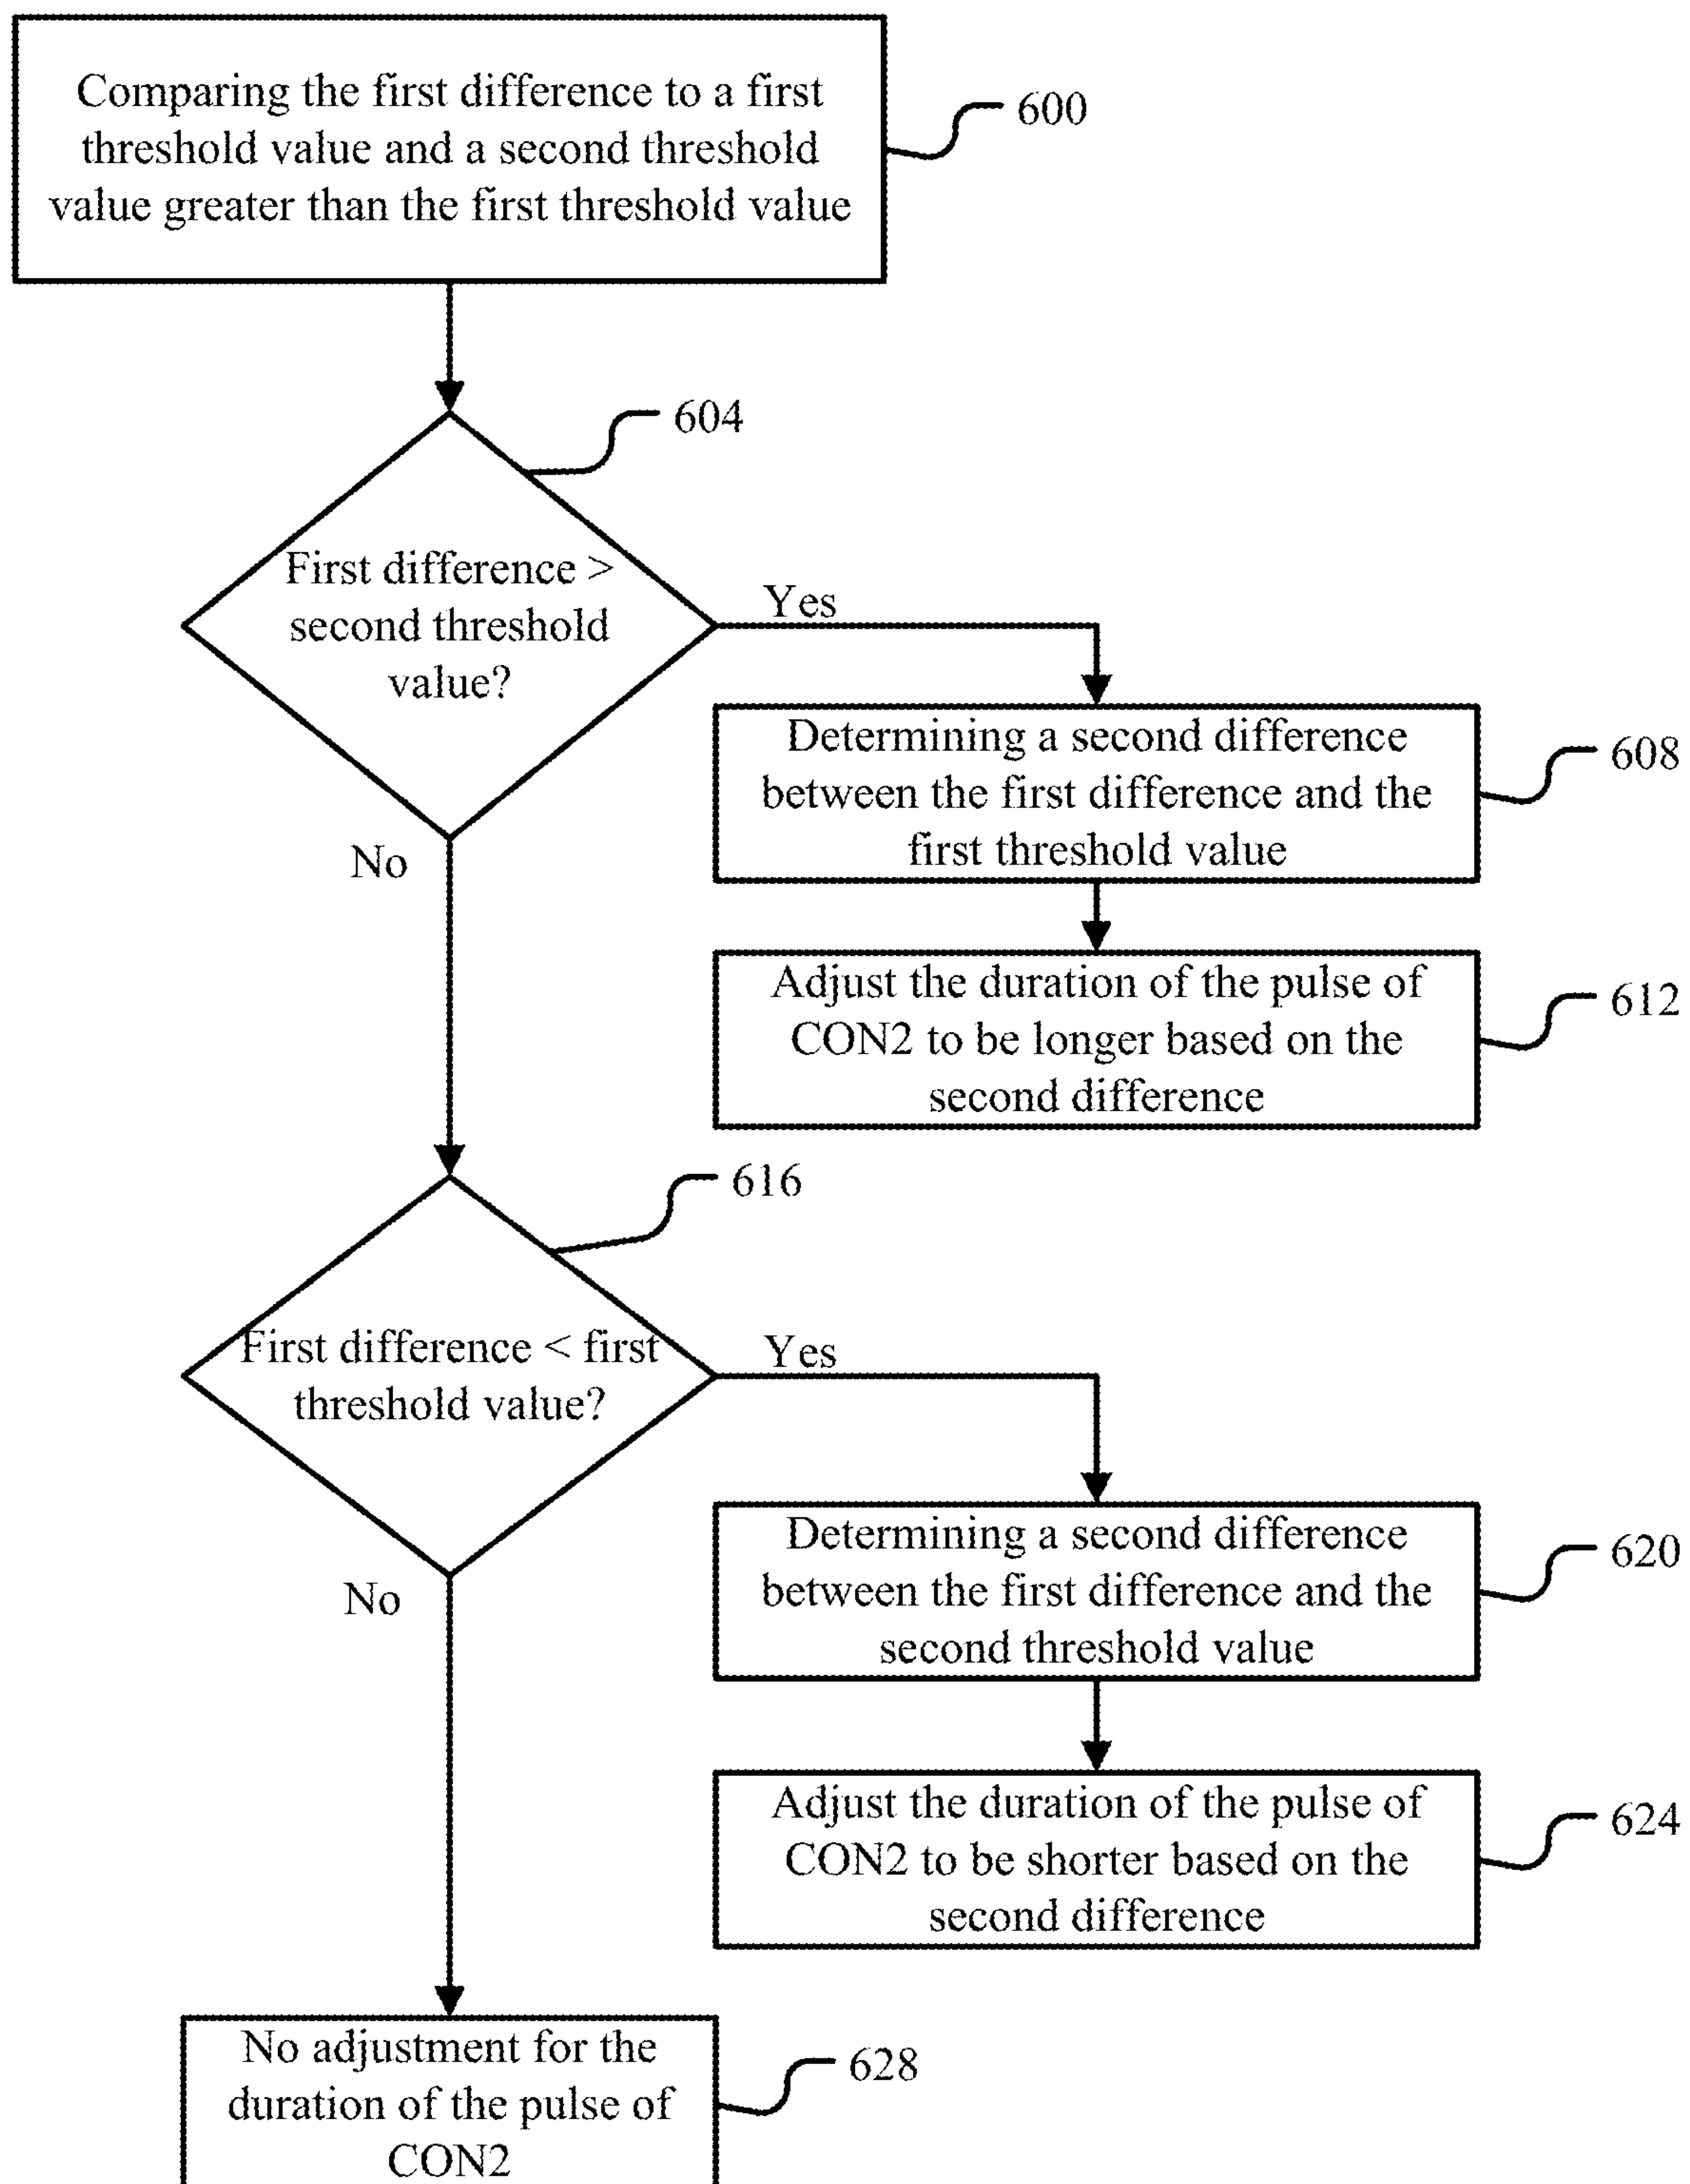 Comparing the first difference to a first
threshold value and a second threshold
value greater than the first threshold value
600
604
First difference >
second threshold
value?
Yes
No
Determining a second difference
between the first difference and the
first threshold value
608
Adjust the duration of the pulse of
CON2 to be longer based on the
second difference
612
616
First difference < first
threshold value?
Yes
No
Determining a second difference
between the first difference and the
second threshold value
620
Adjust the duration of the pulse of
CON2 to be shorter based on the
second difference
624
No adjustment for the
duration of the pulse of
CON2
628